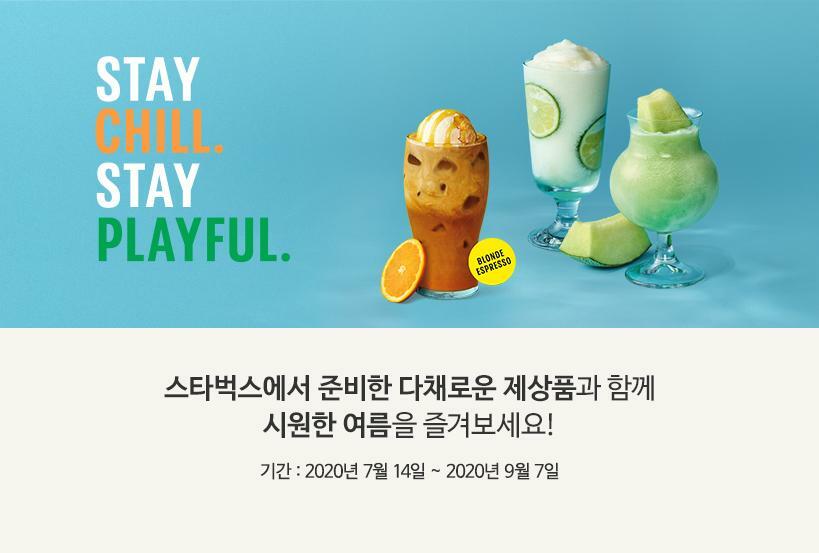 STAY
CHILL.
STAY
PLAYFUL.
BLONDE
ESPRESSO
스타벅스에서 준비한 다채로운 제상품과 함께
시원한 여름을 즐겨보세요!
기간 : 2020년 7월 14일 ~ 2020년 9월 7일